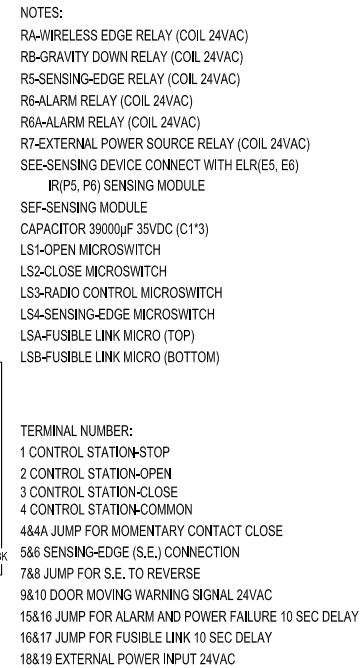 NOTES:
RA-WIRELESS EDGE RELAY (COIL 24VAC)
RB-GRAVITY DOWN RELAY (COIL 24VAC)
R5-SENSING-EDGE RELAY (COIL 24VAC)
R6-ALARM RELAY (COIL 24VAC)
R6A-ALARM RELAY (COIL 24VAC)
R7-EXTERNAL POWER SOURCE RELAY (COIL 24VAC)
SEE-SENSING DEVICE CONNECT WITH ELR(E5, E6)
IR(P5, P6) SENSING MODULE
SEF-SENSING MODULE
CAPACITOR 39000µF 35VDC (C1*3)
LS1-OPEN MICROSWITCH
LS2-CLOSE MICROSWITCH
LS3-RADIO CONTROL MICROSWITCH
LS4-SENSING-EDGE MICROSWITCH
LSA-FUSIBLE LINK MICRO (TOP)
LSB-FUSIBLE LINK MICRO (BOTTOM)
TERMINAL NUMBER:
1 CONTROL STATION-STOP
2 CONTROL STATION-OPEN
3 CONTROL STATION-CLOSE
4 CONTROL STATION-COMMON
4&4A JUMP FOR MOMENTARY CONTACT CLOSE
5&6 SENSING-EDGE (S.E.) CONNECTION
7&8 JUMP FOR S.E. TO REVERSE
9&10 DOOR MOVING WARNING SIGNAL 24VAC
15&16 JUMP FOR ALARM AND POWER FAILURE 10 SEC DELAY
16&17 JUMP FOR FUSIBLE LINK 10 SEC DELAY
18&19 EXTERNAL POWER INPUT 24VAC